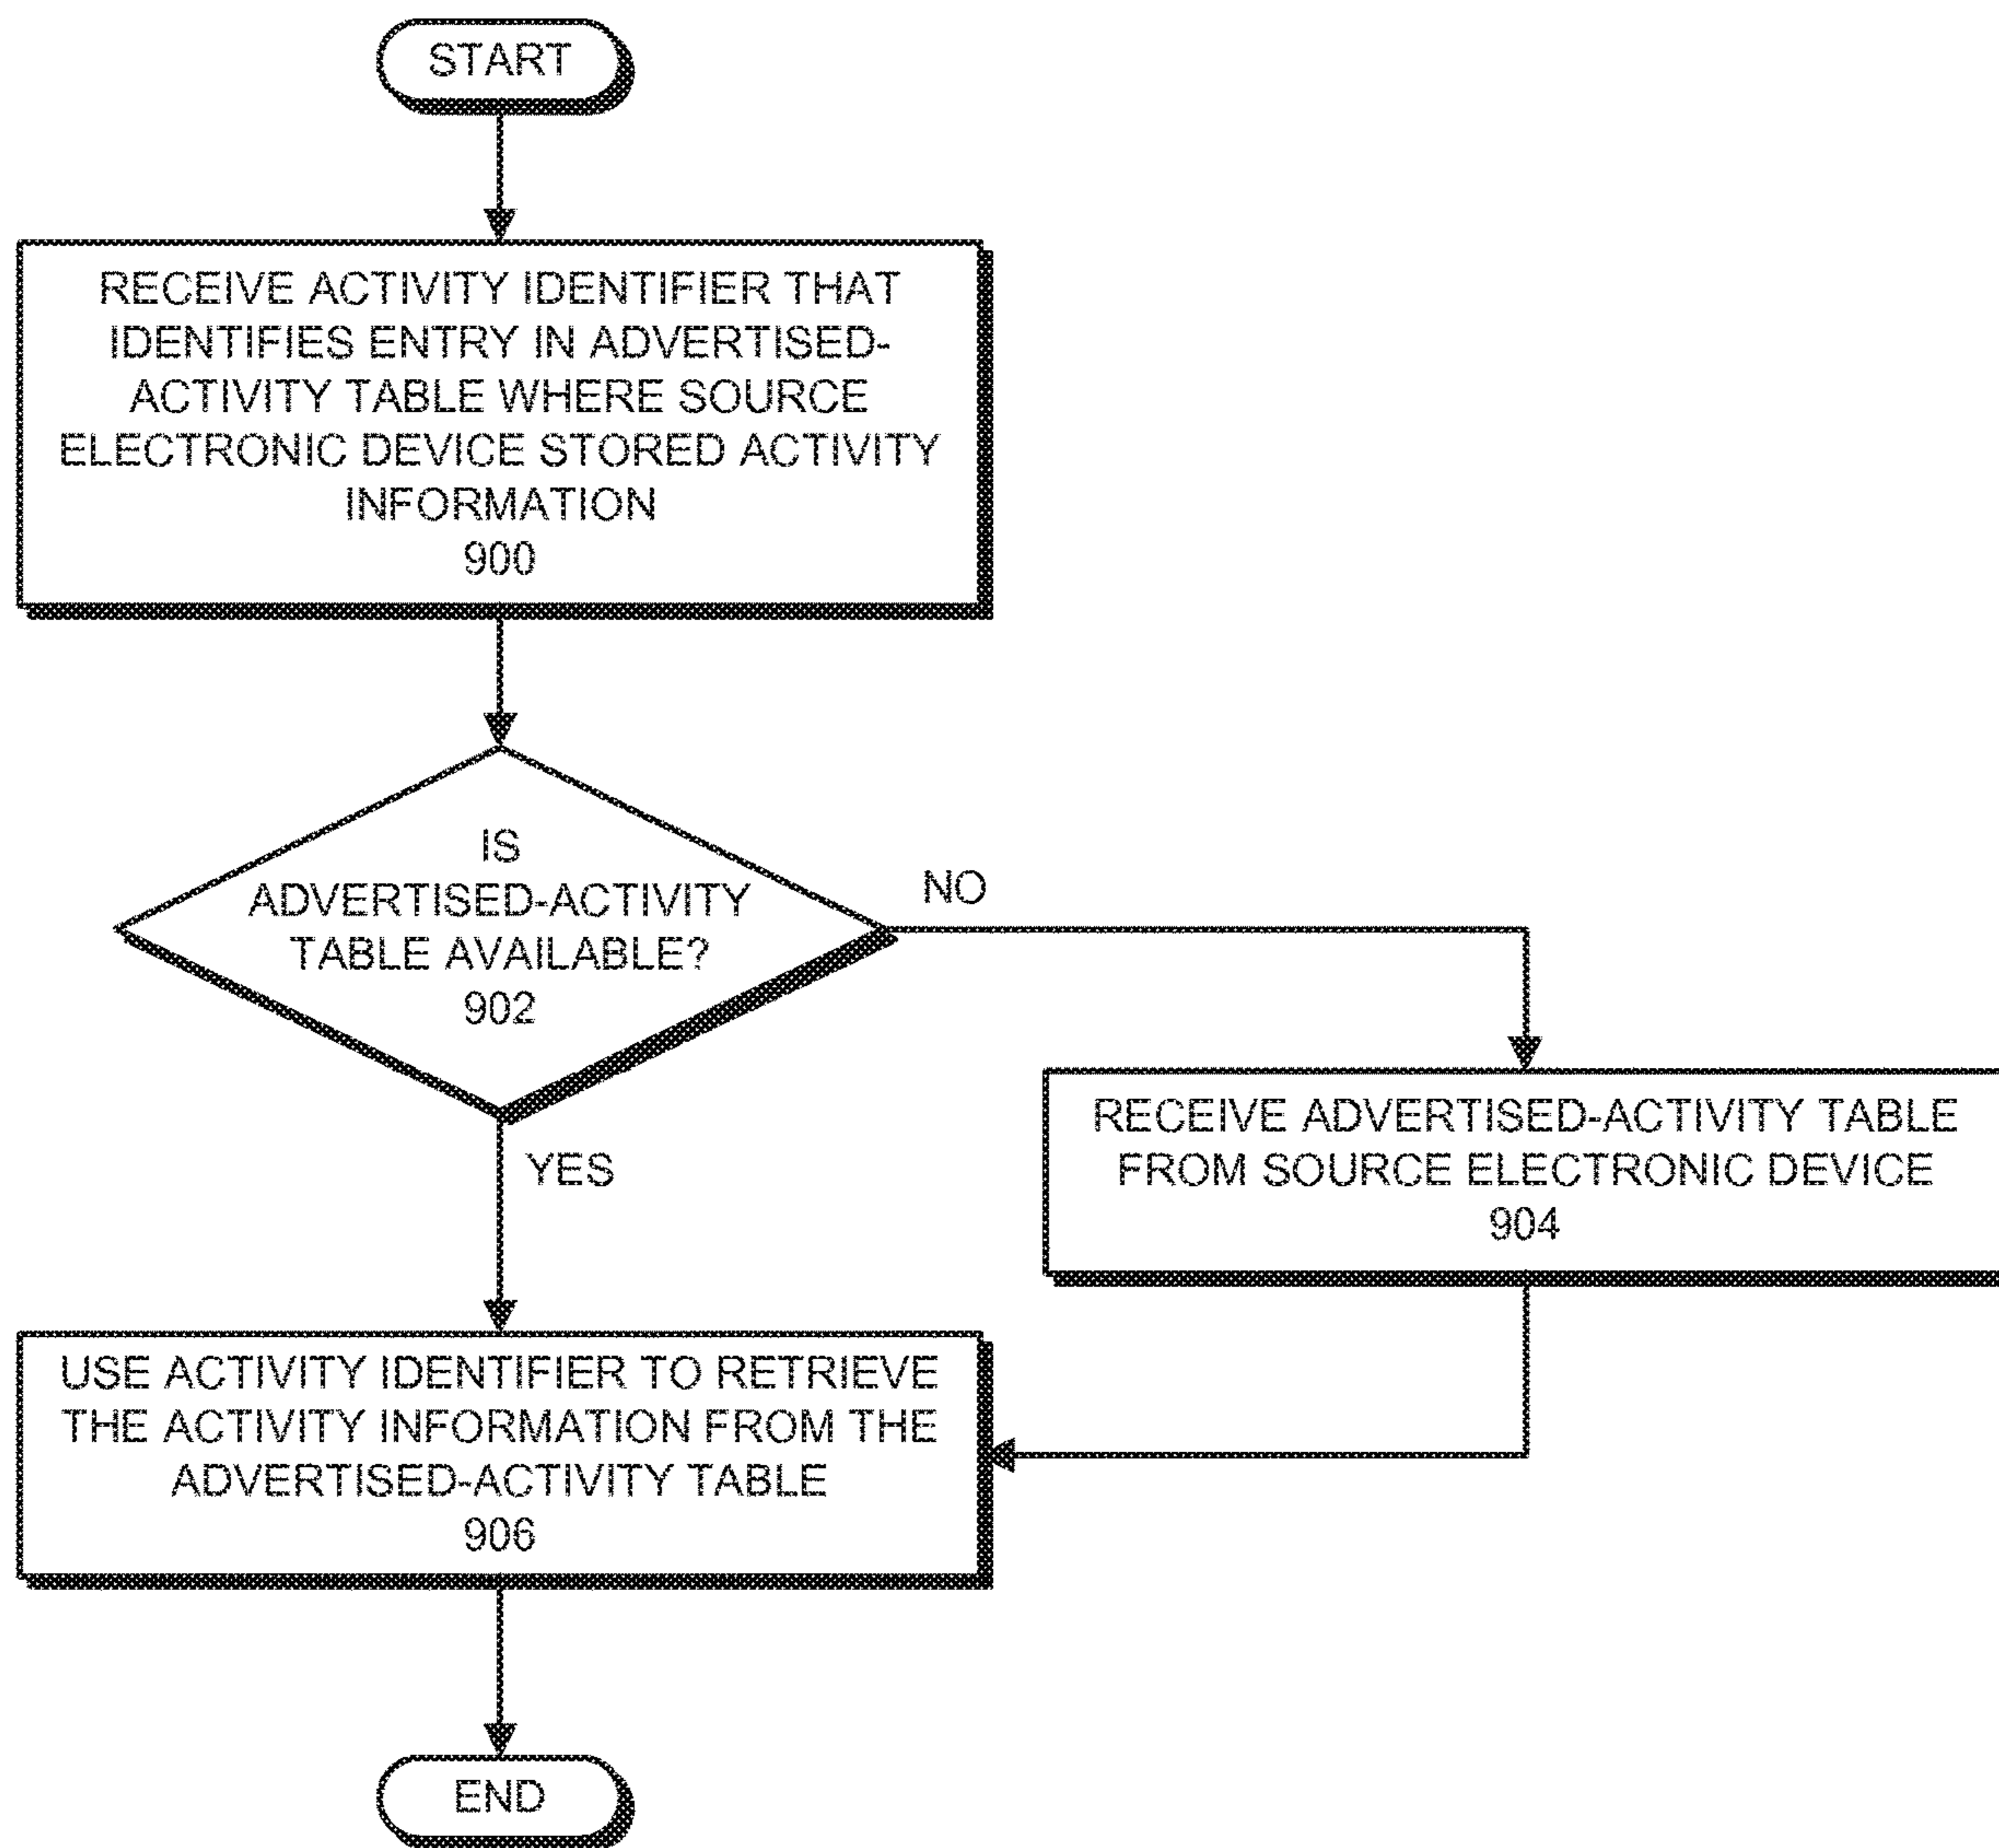 START
RECEIVE ACTIVITY IDENTIFIER THAT
IDENTIFIES ENTRY IN ADVERTISED-
ACTIVITY TABLE WHERE SOURCE
ELECTRONIC DEVICE STORED ACTIVITY
INFORMATION
900
IS
ADVERTISED-ACTIVITY
TABLE AVAILABLE?
902
NO
YES
RECEIVE ADVERTISED-ACTIVITY TABLE
FROM SOURCE ELECTRONIC DEVICE
904
USE ACTIVITY IDENTIFIER TO RETRIEVE
THE ACTIVITY INFORMATION FROM THE
ADVERTISED-ACTIVITY TABLE
906
END